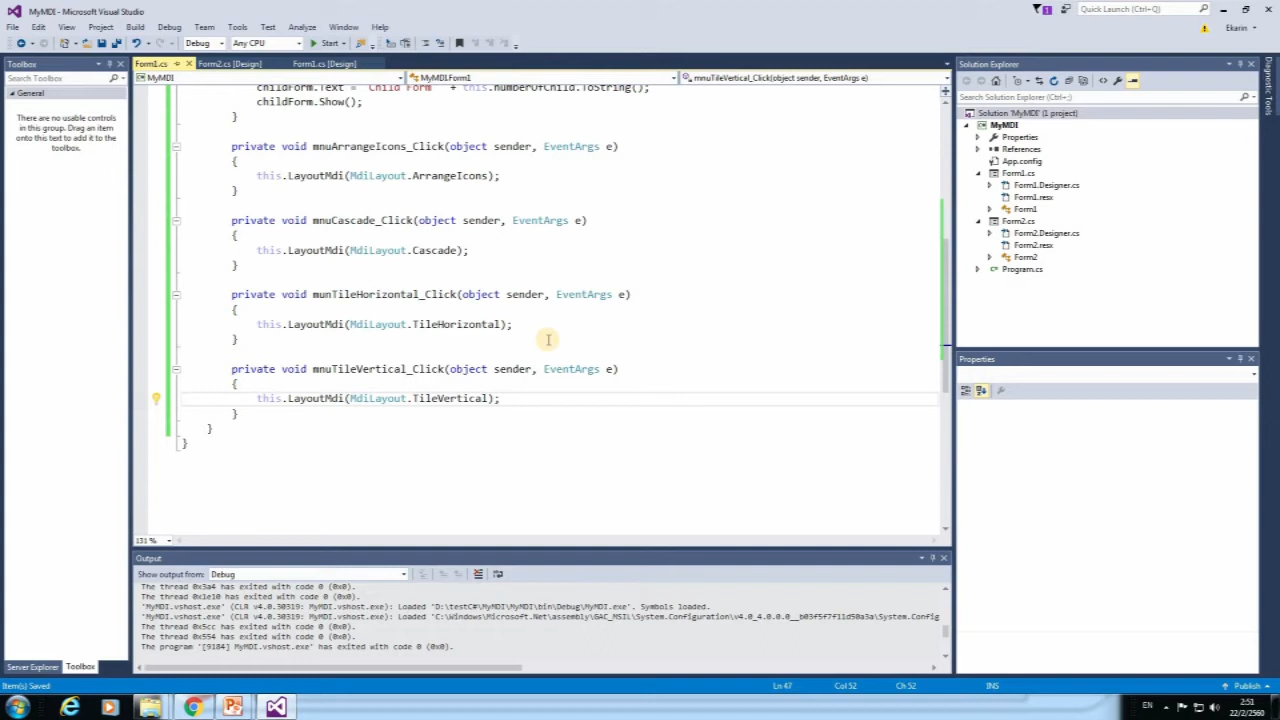 MyMDI - Microsoft Visual Studio
1
Quick Launch (Ctrl+Q)
File Edit View Project Build Debug Team Tools Test Analyze Window Help
Ekarin
Debug Any CPU Start
Toolbox
Form1.cs Form2.cs [Design] Form1.cs [Design]
Solution Explorer
Search Toolbox
MyMDI MyMDI.Form1 mnuTileVertical_Click(object sender, EventArgs e)
General
There are no usable controls
in this group. Drag an item
onto this text to add it to the
toolbox.
childForm.Text = "Child Form " + this.numberOfChild.ToString();
childForm.Show();
}
private void mnuArrangeIcons_Click(object sender, EventArgs e)
{
this.LayoutMdi(MdiLayout.ArrangeIcons);
}
private void mnuCascade_Click(object sender, EventArgs e)
{
this.LayoutMdi(MdiLayout.Cascade);
}
private void munTileHorizontal_Click(object sender, EventArgs e)
{
this.LayoutMdi(MdiLayout.TileHorizontal);
}
private void mnuTileVertical_Click(object sender, EventArgs e)
{
this.LayoutMdi(MdiLayout.TileVertical);
}
}
}
131 %
Search Solution Explorer (Ctrl+;)
Solution 'MyMDI' (1 project)
MyMDI
Properties
References
App.config
Form1.cs
Form1.Designer.cs
Form1.resx
Form1
Form2.cs
Form2.Designer.cs
Form2.resx
Form2
Program.cs
Diagnostic Tools
Properties
Output
Show output from: Debug
The thread 0x3a4 has exited with code 0 (0x0).
The thread 0x1e10 has exited with code 0 (0x0).
'MyMDI.vshost.exe' (CLR v4.0.30319: MyMDI.vshost.exe): Loaded 'D:\testC#\MyMDI\MyMDI\bin\Debug\MyMDI.exe'. Symbols loaded.
'MyMDI.vshost.exe' (CLR v4.0.30319: MyMDI.vshost.exe): Loaded 'C:\Windows\Microsoft.Net\assembly\GAC_MSIL\System.Configuration\v4.0_4.0.0.0__b03f5f7f11d50a3a\System.Config
The thread 0x5cc has exited with code 0 (0x0).
The thread 0x554 has exited with code 0 (0x0).
The program '[9184] MyMDI.vshost.exe' has exited with code 0 (0x0).
Server Explorer Toolbox
Item(s) Saved Ln 47 Col 52 Ch 52 INS Publish
EN
2:51
22/2/2560